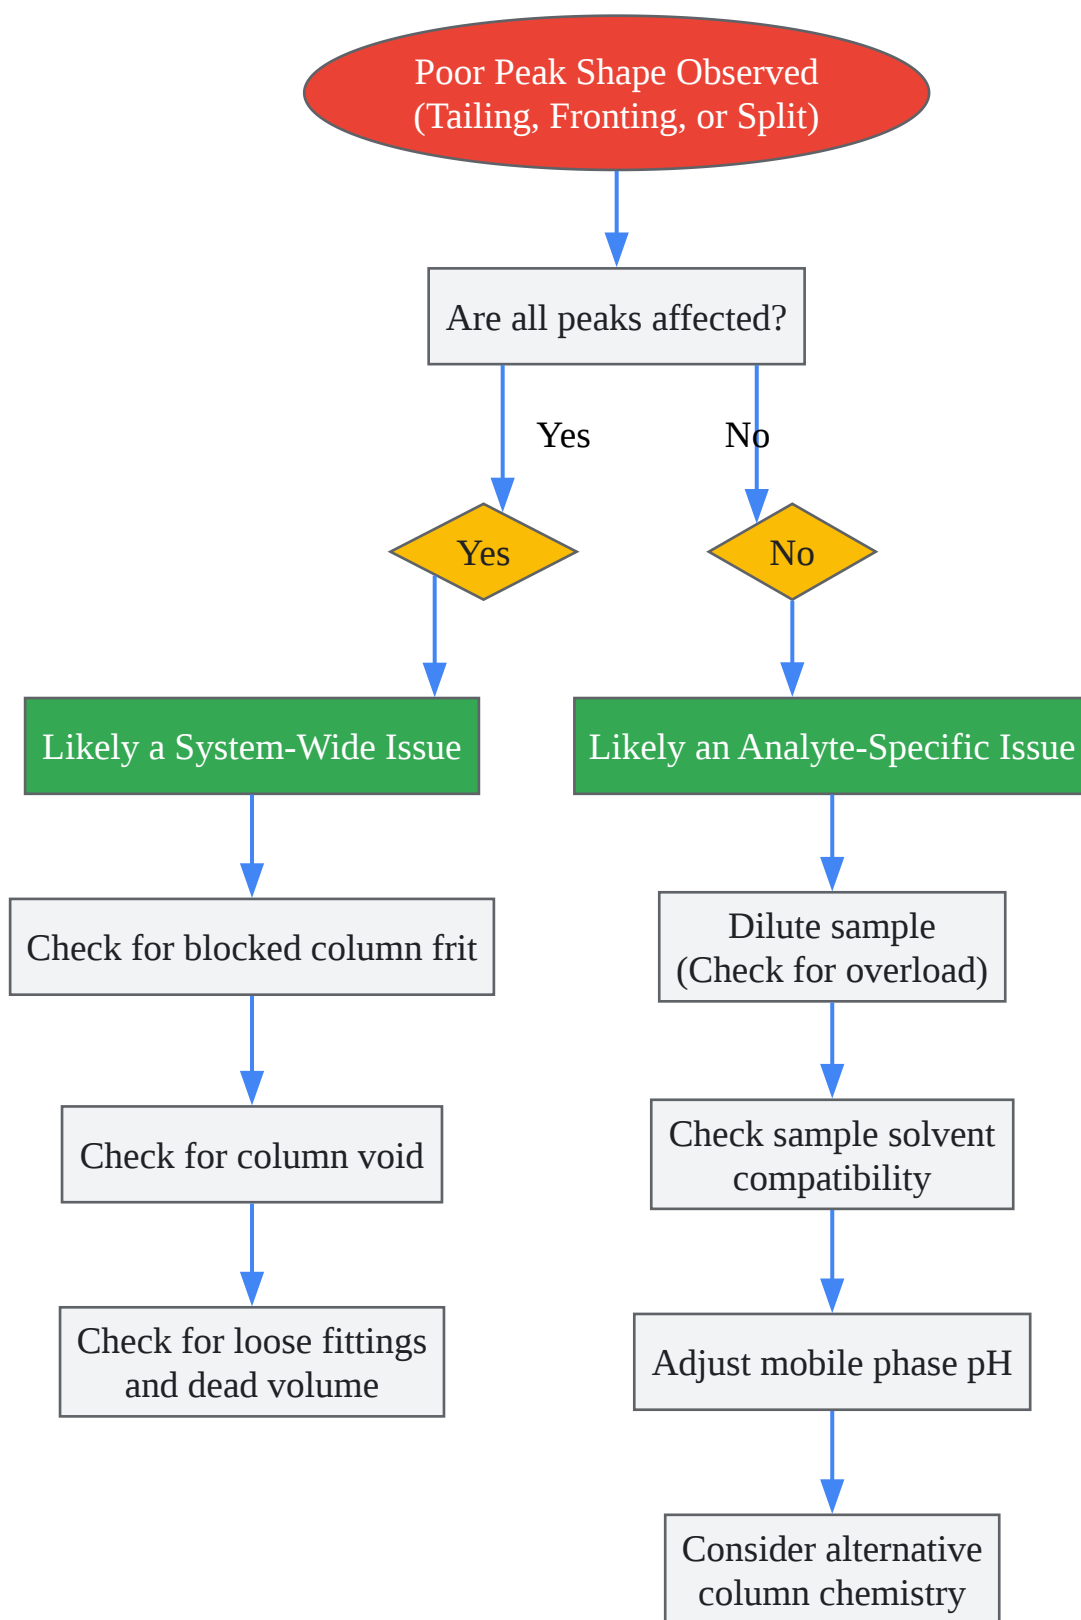 Poor Peak Shape Observed
(Tailing, Fronting, or Split)
Are all peaks affected?
Yes
No
Yes
No
Likely a System-Wide Issue
Likely an Analyte-Specific Issue
Check for blocked column frit
Dilute sample
(Check for overload)
Check for column void
Check sample solvent
compatibility
Check for loose fittings
and dead volume
Adjust mobile phase pH
Consider alternative
column chemistry